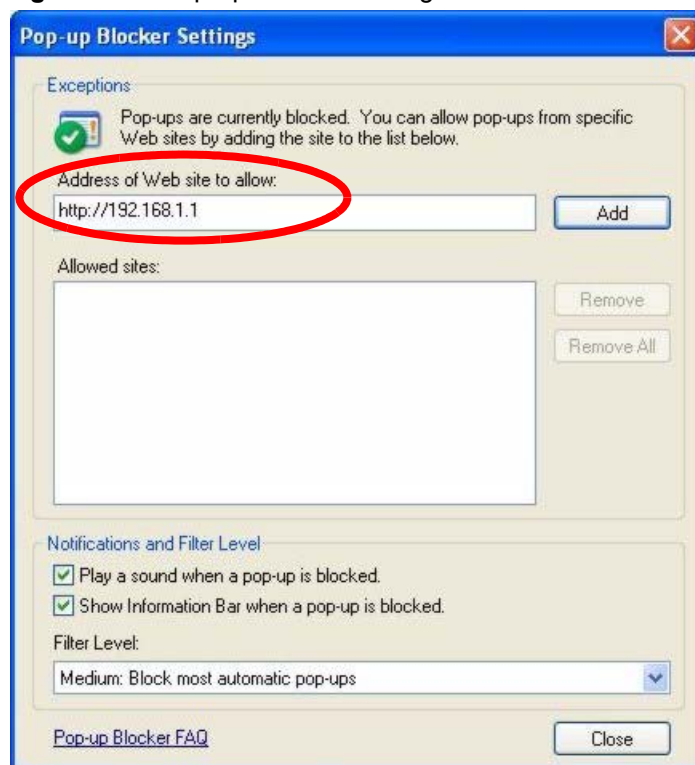 Pop-up Blocker Settings
Exceptions
Pop-ups are currently blocked. You can allow pop-ups from specific
Web sites by adding the site to the list below.
Address of Web site to allow:
http://192.168.1.1
Add
Allowed sites:
Remove
Remove All
Notifications and Filter Level
Play a sound when a pop-up is blocked.
Show Information Bar when a pop-up is blocked.
Filter Level:
Medium: Block most automatic pop-ups
Pop-up Blocker FAQ
Close